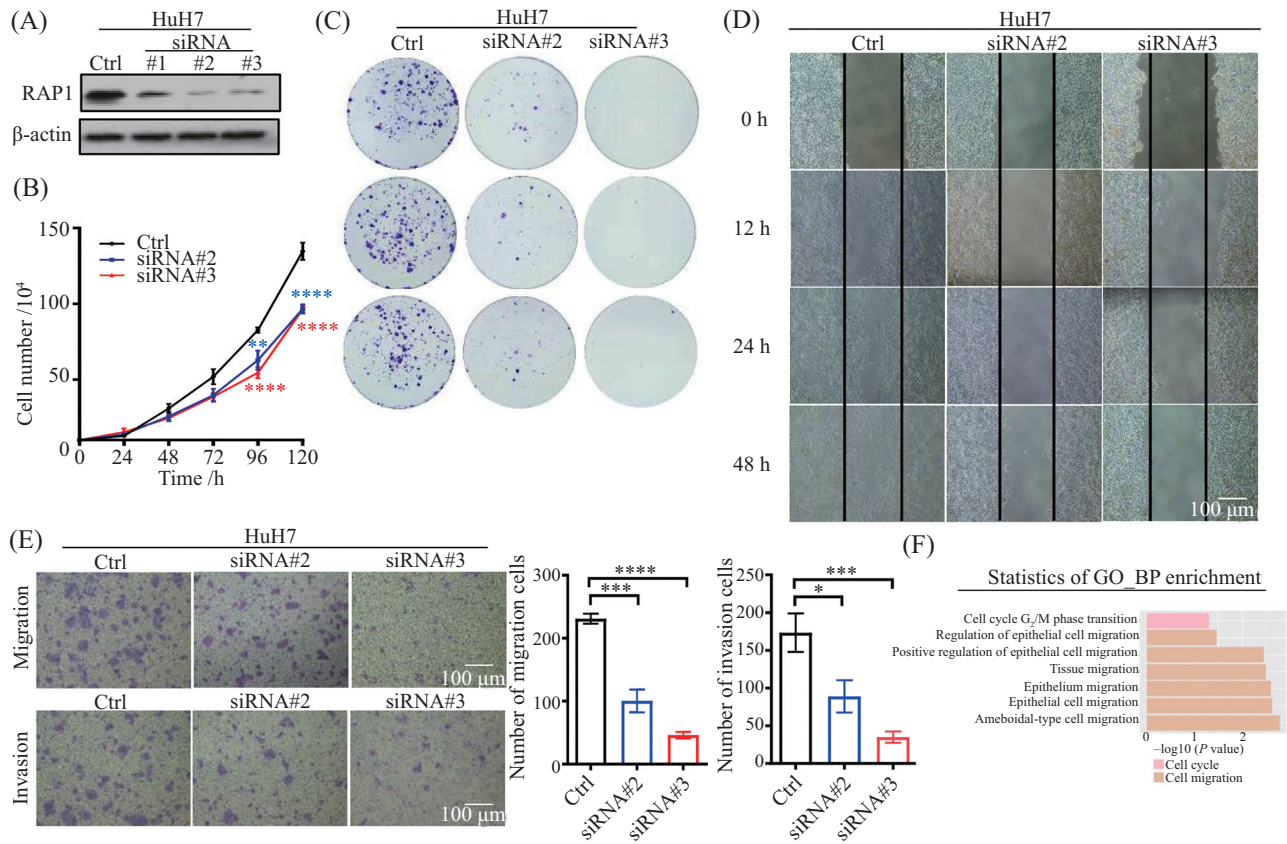 (A)
HuH7
siRNA
Ctrl #1 #2 #3
RAP1
β-actin
(B)
Cell number /10⁴
150
100
50
0
Ctrl
siRNA#2
siRNA#3
****
**
****
****
0 24 48 72 96 120
Time /h
(C)
HuH7
Ctrl siRNA#2 siRNA#3
(D)
HuH7
Ctrl siRNA#2 siRNA#3
0 h
12 h
24 h
48 h
100 μm
(E)
HuH7
Ctrl siRNA#2 siRNA#3
Migration
100 μm
Ctrl siRNA#2 siRNA#3
Invasion
100 μm
Number of migration cells
300
200
100
0
****
***
Ctrl
siRNA#2
siRNA#3
Number of invasion cells
250
200
150
100
50
0
***
*
Ctrl
siRNA#2
siRNA#3
(F)
Statistics of GO_BP enrichment
Cell cycle G₂/M phase transition
Regulation of epithelial cell migration
Positive regulation of epithelial cell migration
Tissue migration
Epithelium migration
Epithelial cell migration
Ameboidal-type cell migration
0 1 2
–log10 (P value)
Cell cycle
Cell migration